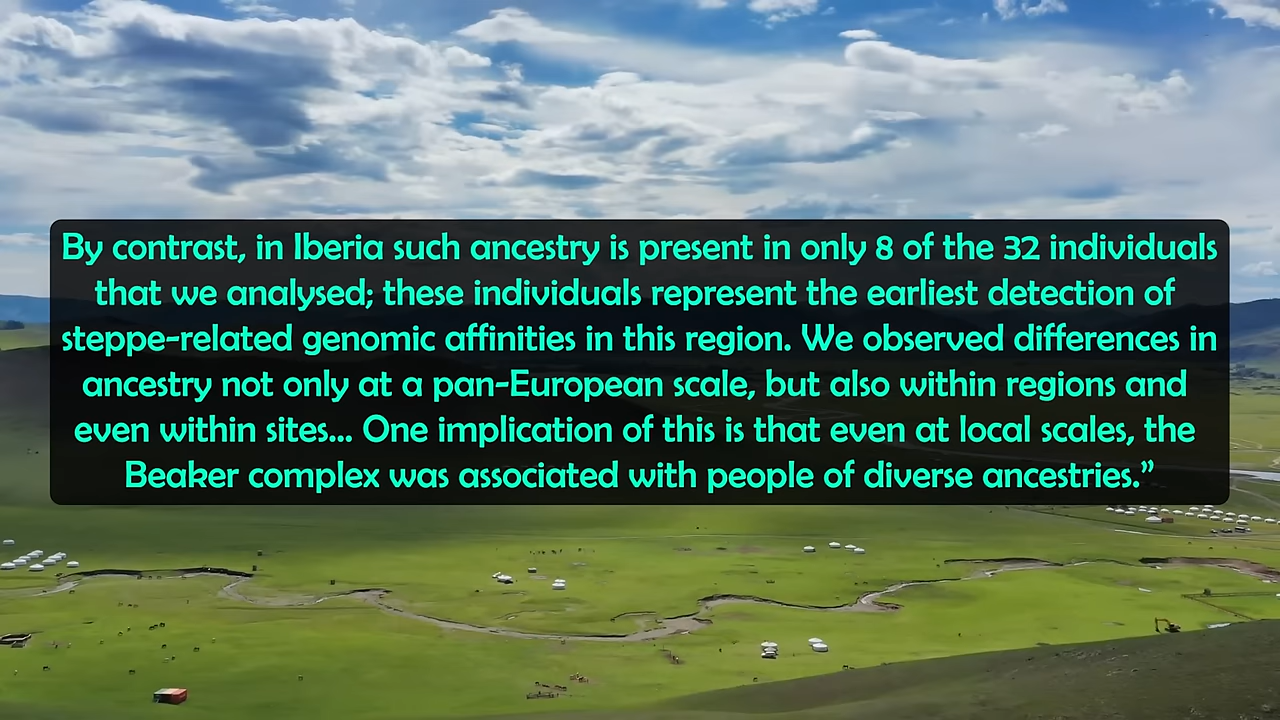 By contrast, in Iberia such ancestry is present in only 8 of the 32 individuals
that we analysed; these individuals represent the earliest detection of
steppe-related genomic affinities in this region. We observed differences in
ancestry not only at a pan-European scale, but also within regions and
even within sites... One implication of this is that even at local scales, the
Beaker complex was associated with people of diverse ancestries.”